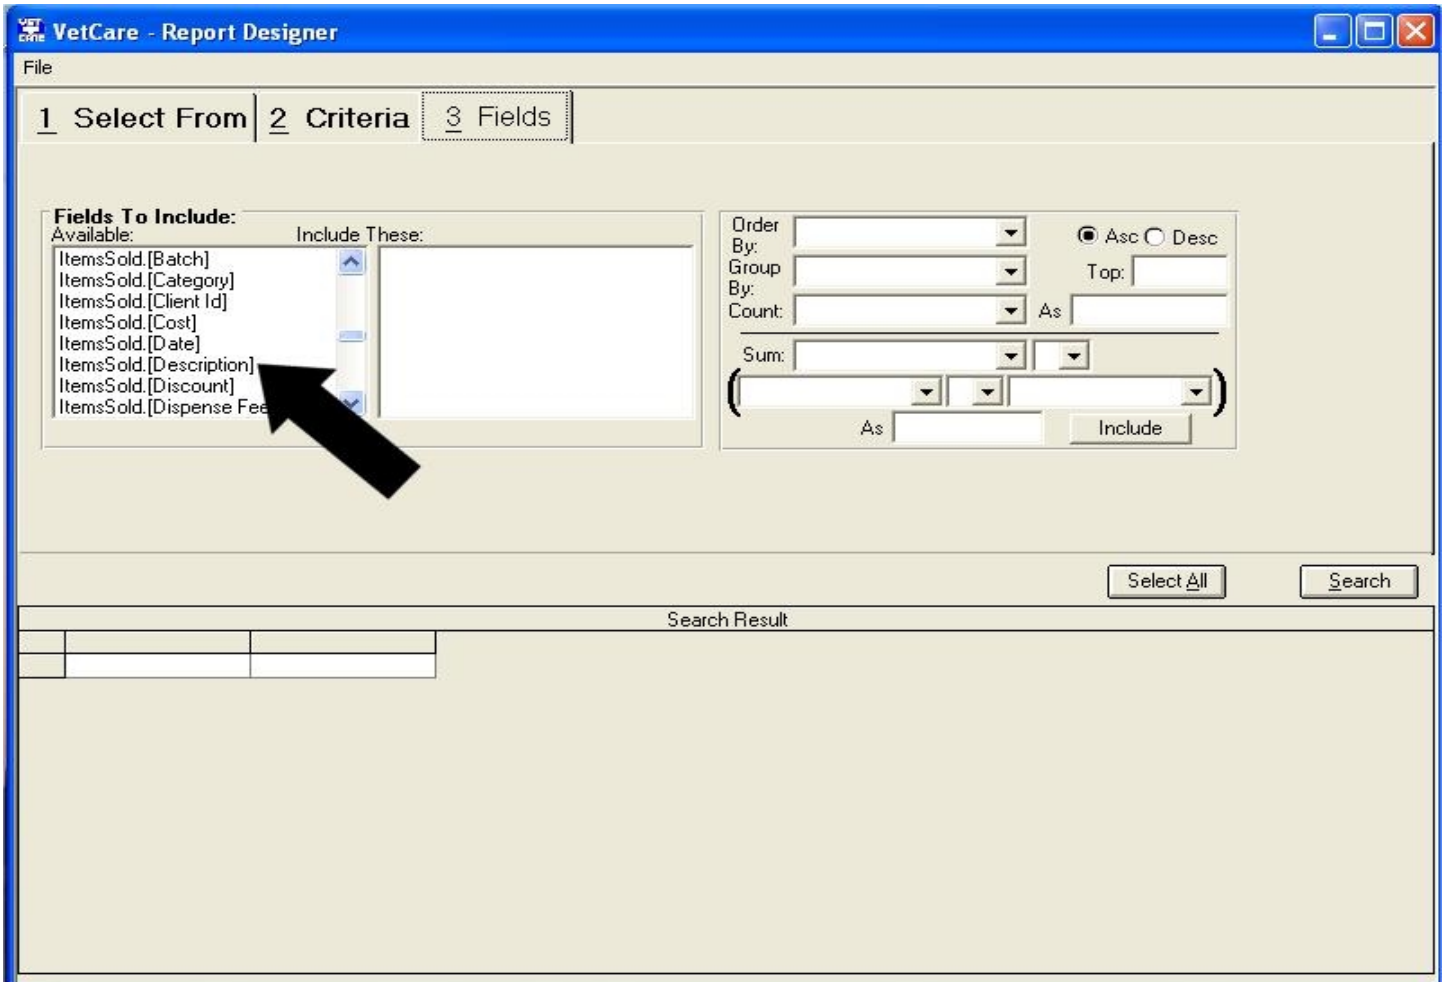 VET CARE VetCare - Report Designer
File
1 Select From 2 Criteria 3 Fields
Fields To Include:
Available: Include These:
ItemsSold.[Batch]
ItemsSold.[Category]
ItemsSold.[Client Id]
ItemsSold.[Cost]
ItemsSold.[Date]
ItemsSold.[Description]
ItemsSold.[Discount]
ItemsSold.[Dispense Fee
Order By: Asc Desc
Group By: Top:
Count: As
Sum:
( )
As Include
Select All Search
Search Result